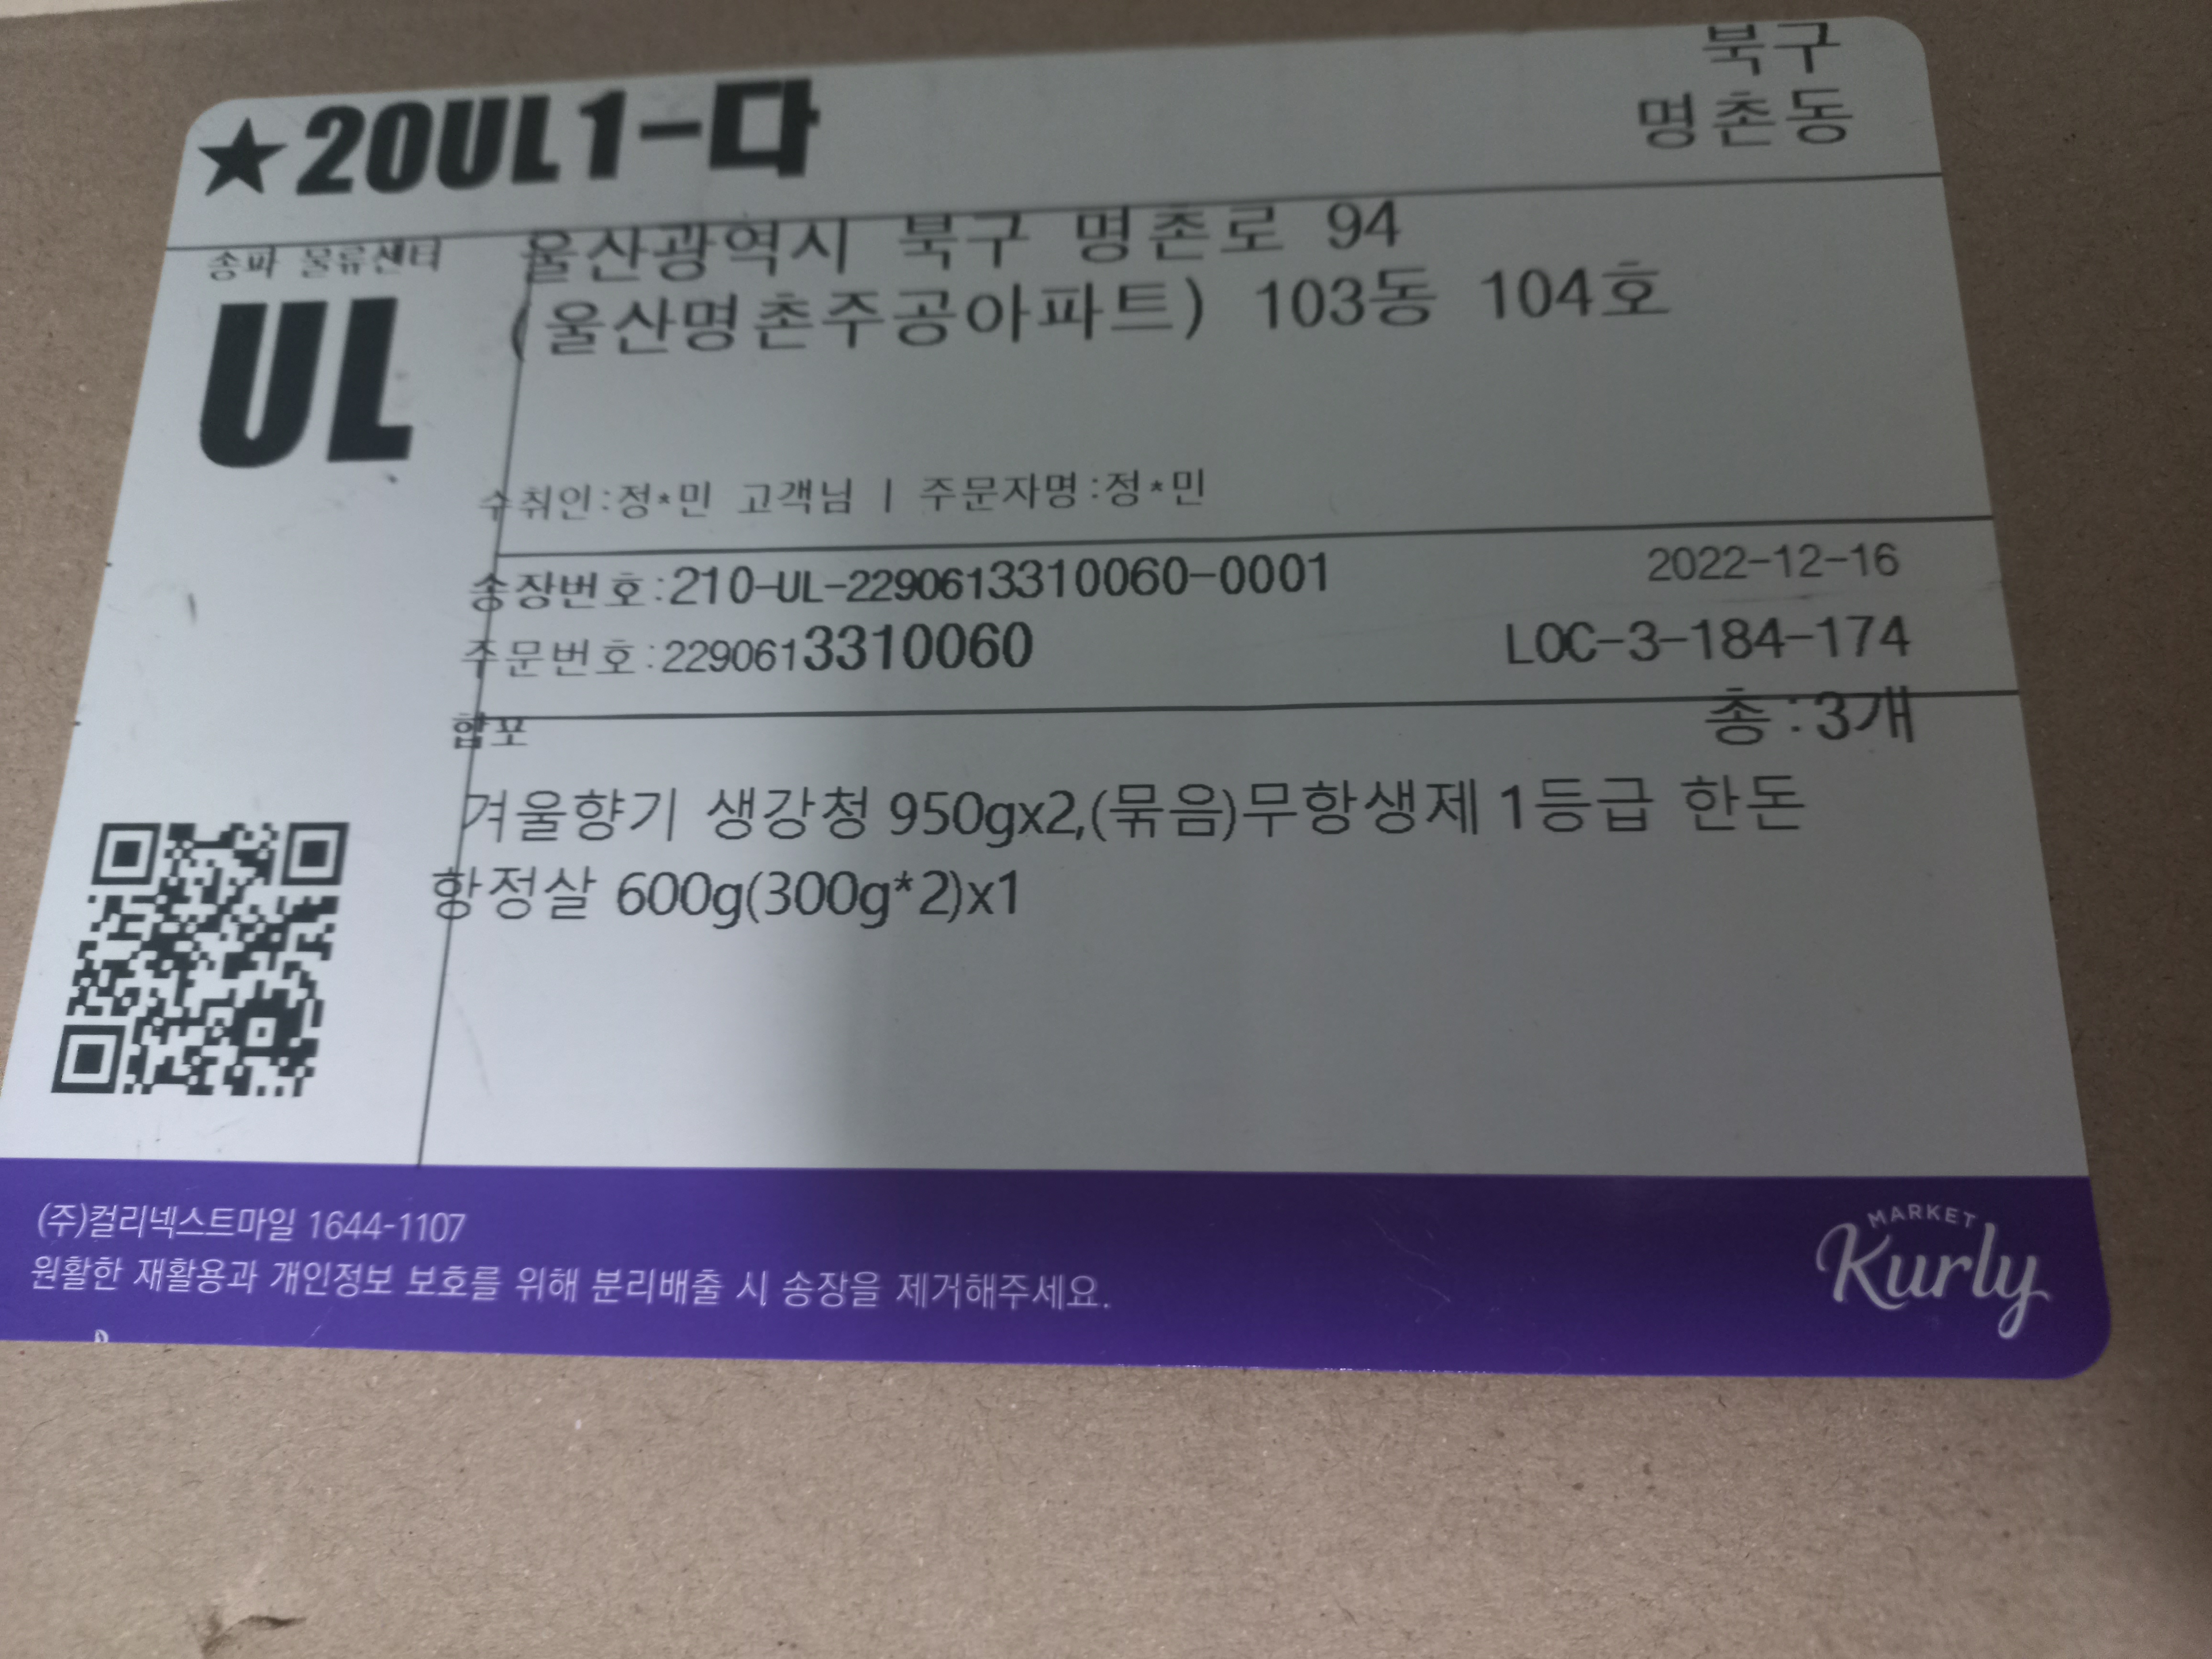 ★20UL1-다
북구
명촌동
송파 물류센터
UL
울산광역시 북구 명촌로 94
(울산명촌주공아파트) 103동 104호
수취인:정*민 고객님 | 주문자명:정*민
송장번호:210-UL-2290613310060-0001
2022-12-16
주문번호:2290613310060
LOC-3-184-174
합포
총:3개
겨울향기 생강청 950gx2,(묶음)무항생제 1등급 한돈
항정살 600g(300g*2)x1
(주)컬리넥스트마일 1644-1107
원활한 재활용과 개인정보 보호를 위해 분리배출 시 송장을 제거해주세요.
MARKET
Kurly